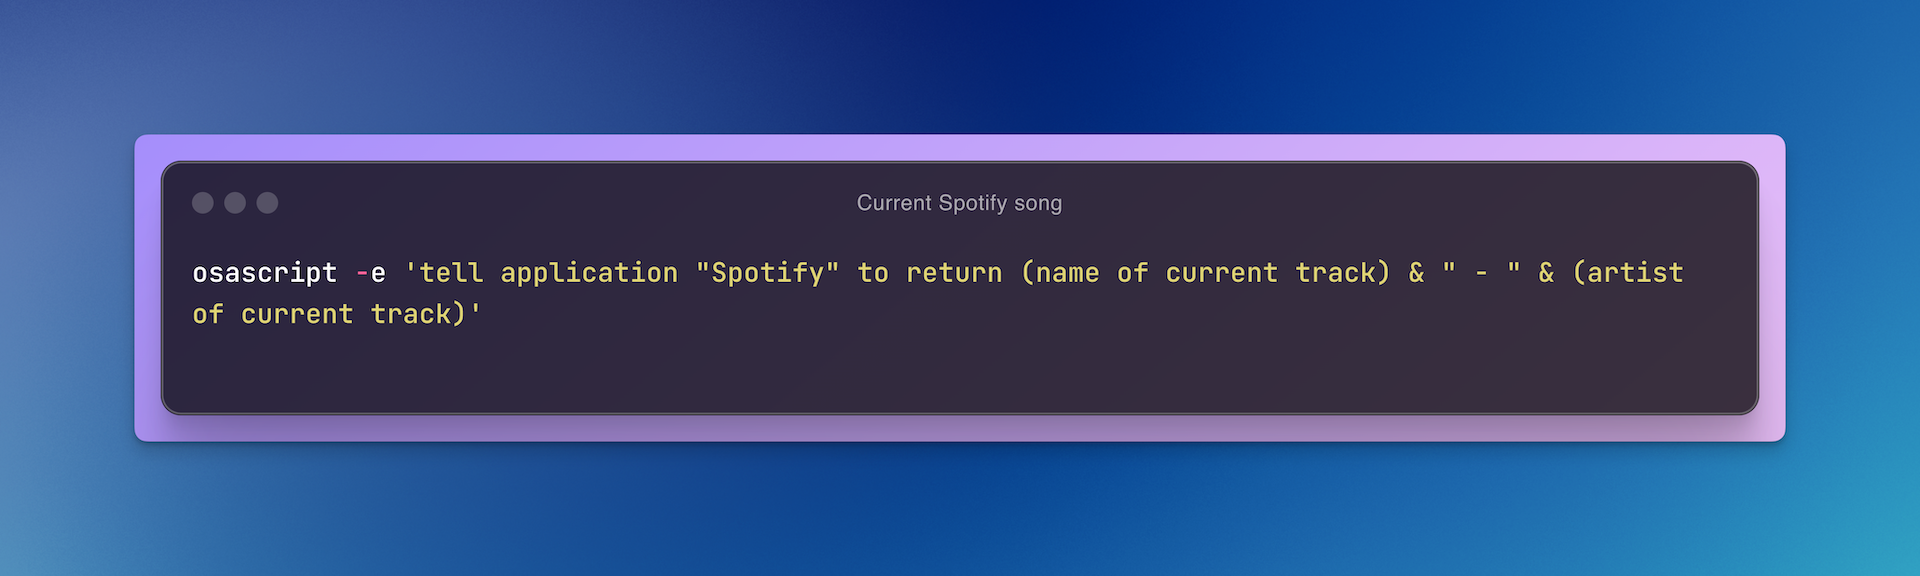 Current Spotify song
osascript -e 'tell application "Spotify" to return (name of current track) & " - " & (artist
of current track)'